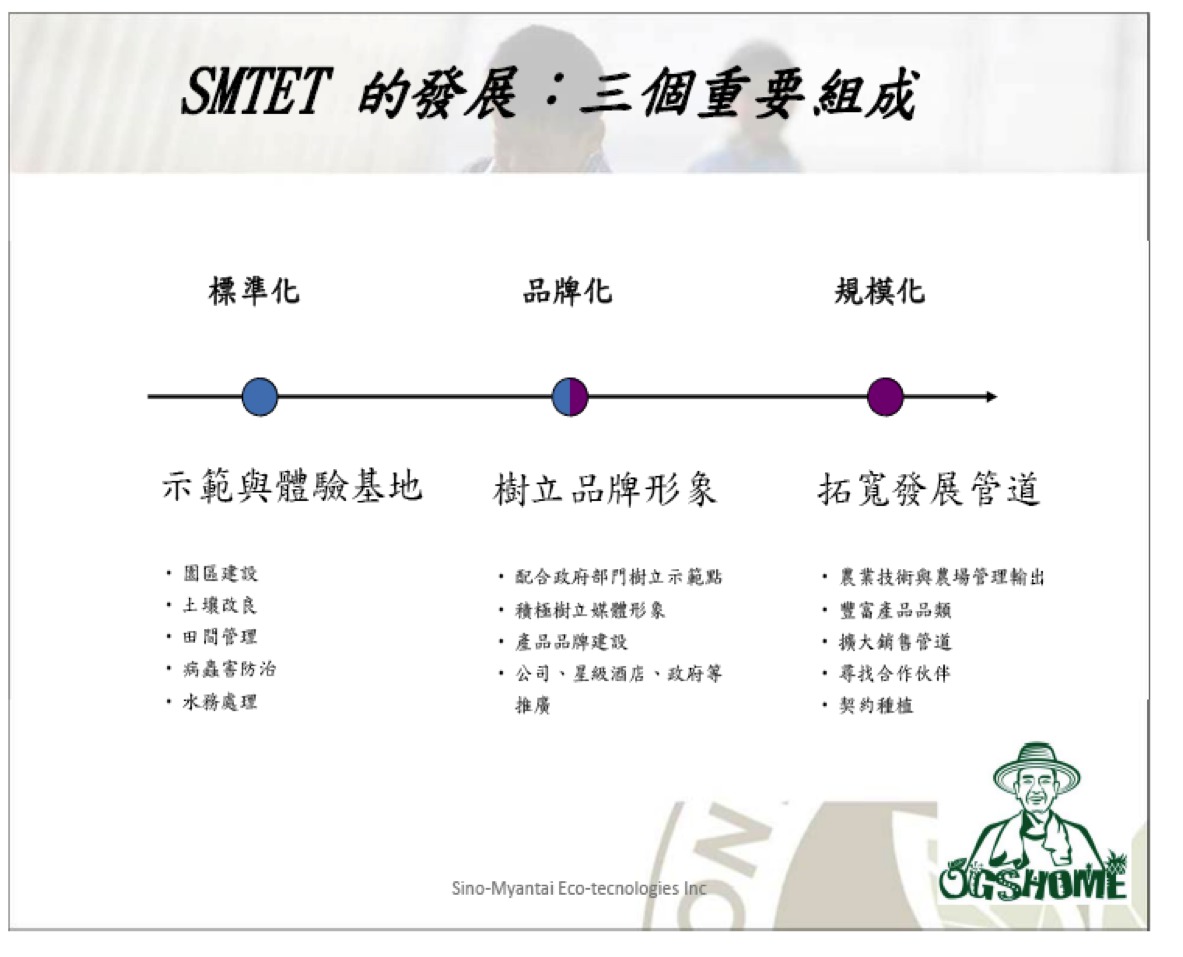 SMTET 的發展：三個重要組成
標準化
品牌化
規模化
示範與體驗基地
樹立品牌形象
拓寬發展管道
• 園區建設
• 土壤改良
• 田間管理
• 病蟲害防治
• 水務處理
• 配合政府部門樹立示範點
• 積極樹立媒體形象
• 產品品牌建設
• 公司、星級酒店、政府等
推廣
• 農業技術與農場管理輸出
• 豐富產品品類
• 擴大銷售管道
• 尋找合作伙伴
• 契約種植
ON
OGSHOME
Sino-Myantai Eco-tecnologies Inc